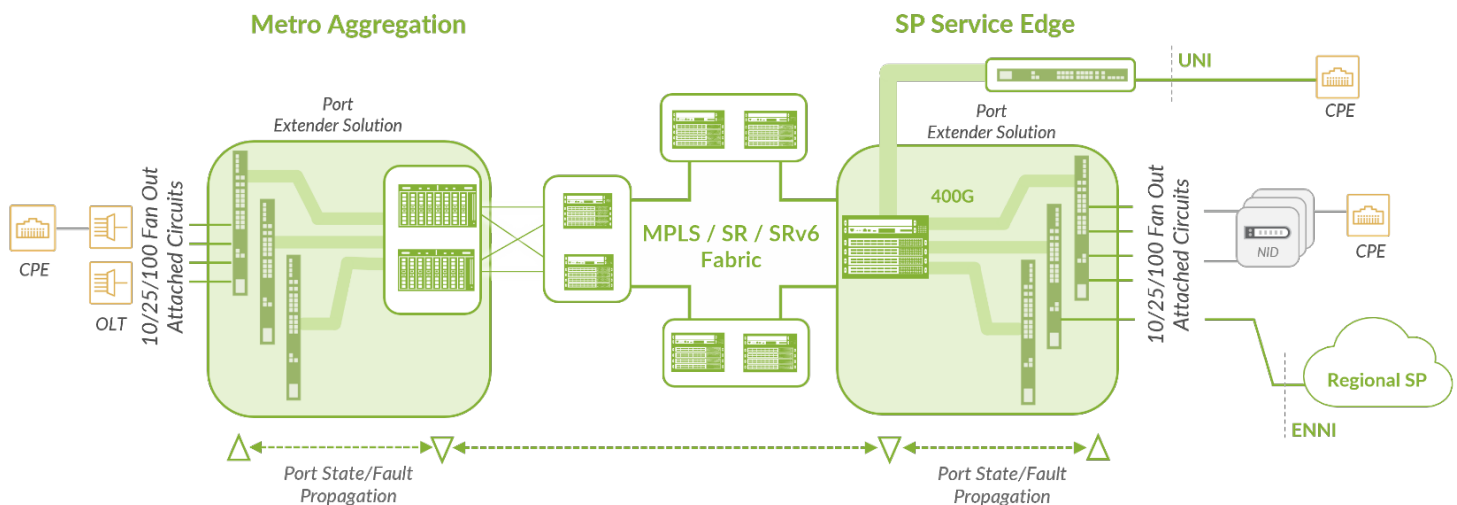 Metro Aggregation
SP Service Edge
UNI
CPE
Port
Extender Solution
Port
Extender Solution
10/25/100 Fan Out
Attached Circuits
CPE
OLT
MPLS / SR / SRv6
Fabric
400G
10/25/100 Fan Out
Attached Circuits
NID
CPE
Regional SP
ENNI
Port State/Fault
Propagation
Port State/Fault
Propagation